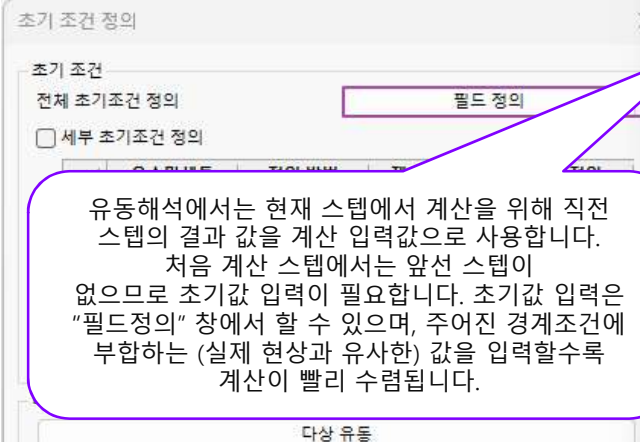 초기 조건 정의
초기 조건
전체 초기조건 정의 필드 정의
세부 초기조건 정의
유동해석에서는 현재 스텝에서 계산을 위해 직전
스텝의 결과 값을 계산 입력값으로 사용합니다.
처음 계산 스텝에서는 앞선 스텝이
없으므로 초기값 입력이 필요합니다. 초기값 입력은
”필드정의” 창에서 할 수 있으며, 주어진 경계조건에
부합하는 (실제 현상과 유사한) 값을 입력할수록
계산이 빨리 수렴됩니다.
다상 유동